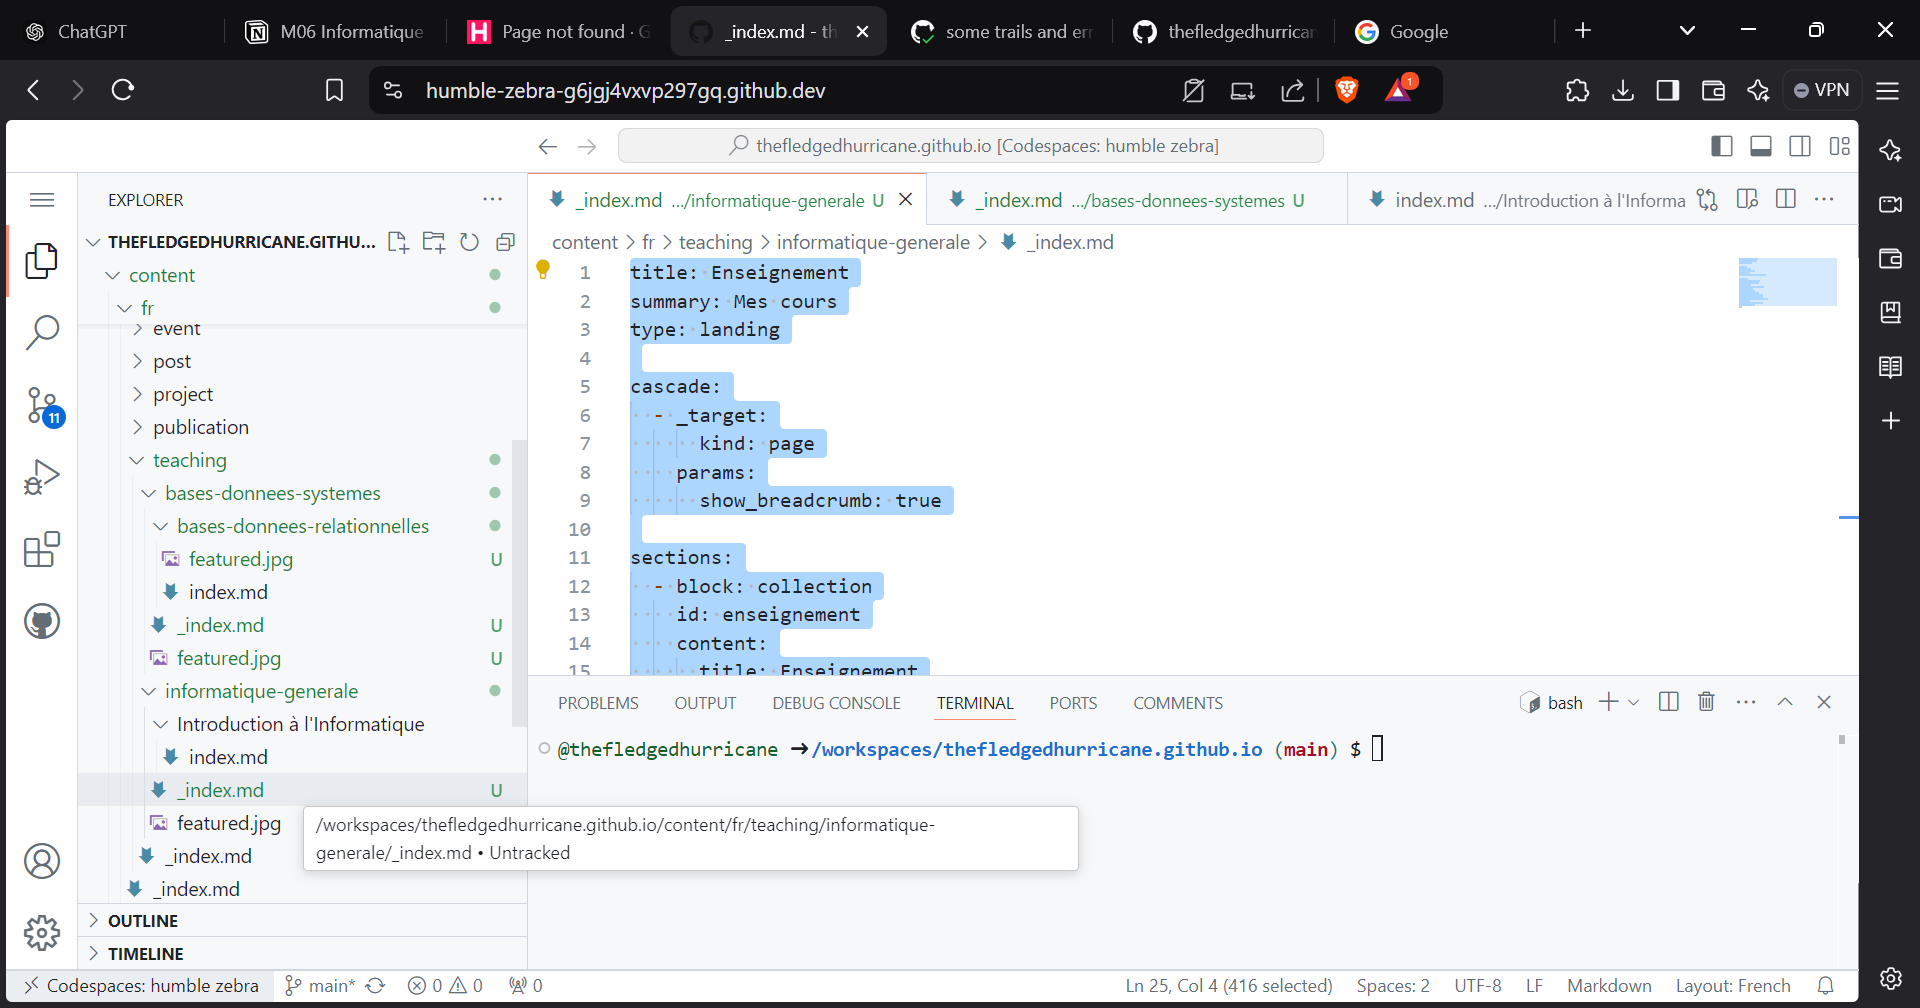 ChatGPT
M06 Informatique
Page not found · G
_index.md - th
some trails and err
thefledgedhurrican
Google
humble-zebra-g6jgj4vxvp297gq.github.dev
1
VPN
thefledgedhurricane.github.io [Codespaces: humble zebra]
EXPLORER
_index.md .../informatique-generale U
_index.md .../bases-donnees-systemes U
index.md .../Introduction à l'Informa
THEFLEDGEDHURRICANE.GITHU...
content > fr > teaching > informatique-generale > _index.md
content
fr
event
post
project
publication
teaching
bases-donnees-systemes
bases-donnees-relationnelles
featured.jpg U
index.md
_index.md U
featured.jpg U
informatique-generale
Introduction à l'Informatique
index.md
_index.md U
featured.jpg
_index.md
_index.md
OUTLINE
TIMELINE
11
1 title: Enseignement
2 summary: Mes cours
3 type: landing
4
5 cascade:
6 - _target:
7 kind: page
8 params:
9 show_breadcrumb: true
10
11 sections:
12 - block: collection
13 id: enseignement
14 content:
15 title: Enseignement
PROBLEMS OUTPUT DEBUG CONSOLE TERMINAL PORTS COMMENTS
bash
@thefledgedhurricane ➜/workspaces/thefledgedhurricane.github.io (main) $
/workspaces/thefledgedhurricane.github.io/content/fr/teaching/informatique-
generale/_index.md • Untracked
Codespaces: humble zebra
main*
0 0
0
Ln 25, Col 4 (416 selected)
Spaces: 2
UTF-8
LF
Markdown
Layout: French